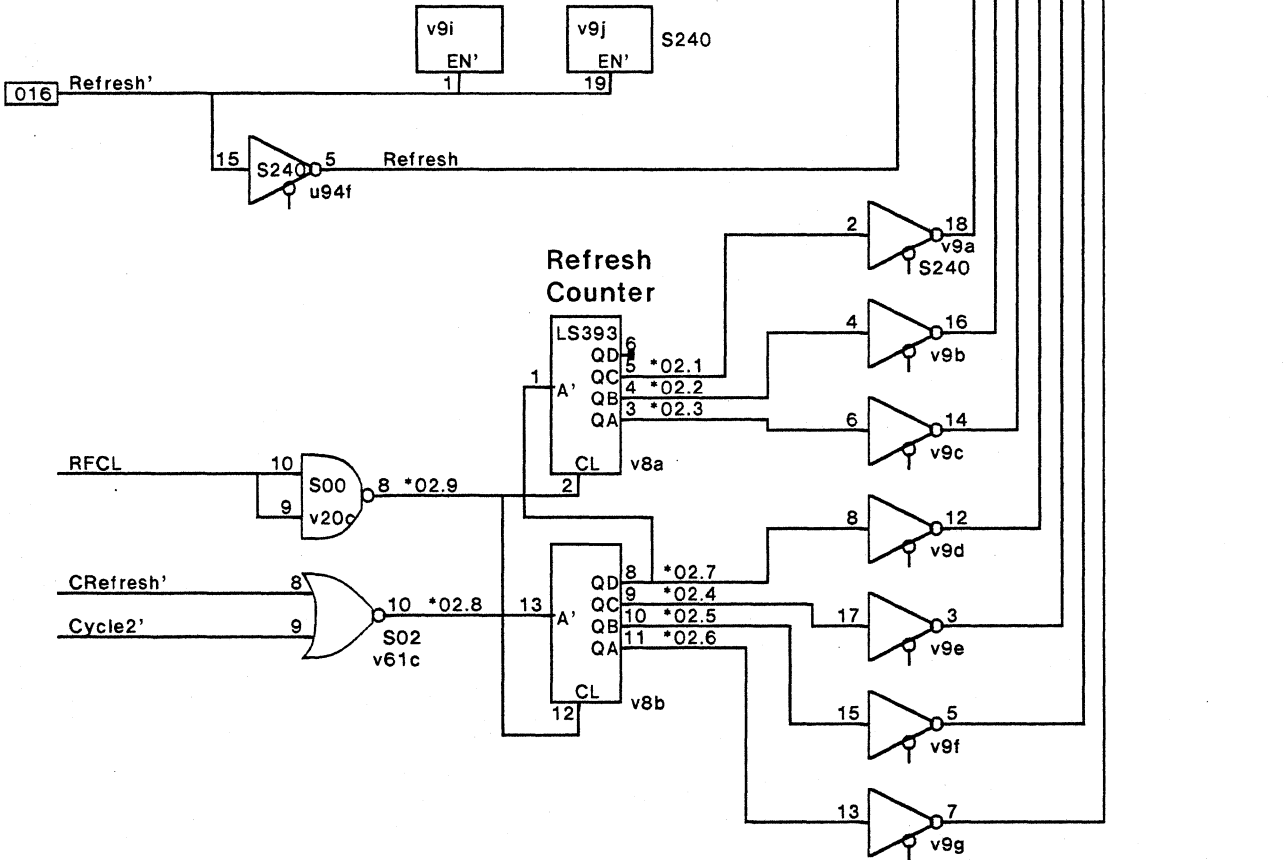 v9i
EN'
1
v9j
EN'
19
S240
016
Refresh'
15
S240
5
Refresh
u94f
Refresh
Counter
LS393
QD
6
QC
5
*02.1
QB
4
*02.2
QA
3
*02.3
1
A'
CL
2
v8a
RFCL
10
9
S00
v20c
8
*02.9
CRefresh'
8
Cycle2'
9
10
*02.8
S02
v61c
13
A'
QD
8
*02.7
QC
9
*02.4
QB
10
*02.5
QA
11
*02.6
CL
12
v8b
2
18
v9a
S240
4
16
v9b
6
14
v9c
8
12
v9d
17
3
v9e
15
5
v9f
13
7
v9g